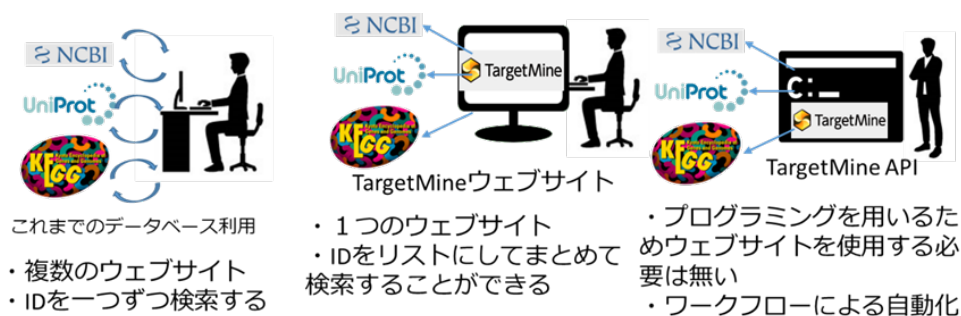 NCBI
UniProt
KEGG
Kyoto Encyclopedia of Genes and Genomes
これまでのデータベース利用
・複数のウェブサイト
・IDを一つずつ検索する
NCBI
UniProt
KEGG
TargetMine
TargetMineウェブサイト
・１つのウェブサイト
・IDをリストにしてまとめて
検索することができる
NCBI
UniProt
KEGG
C:_
TargetMine
TargetMine API
・プログラミングを用いるた
めウェブサイトを使用する必
要は無い
・ワークフローによる自動化